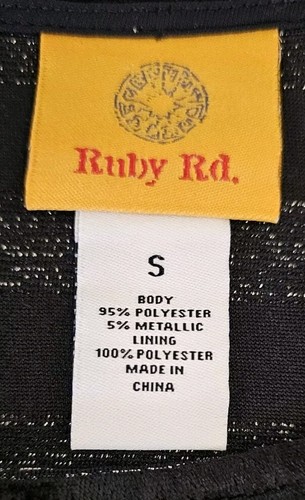 Ruby Rd.
S
BODY
95% POLYESTER
5% METALLIC
LINING
100% POLYESTER
MADE IN
CHINA